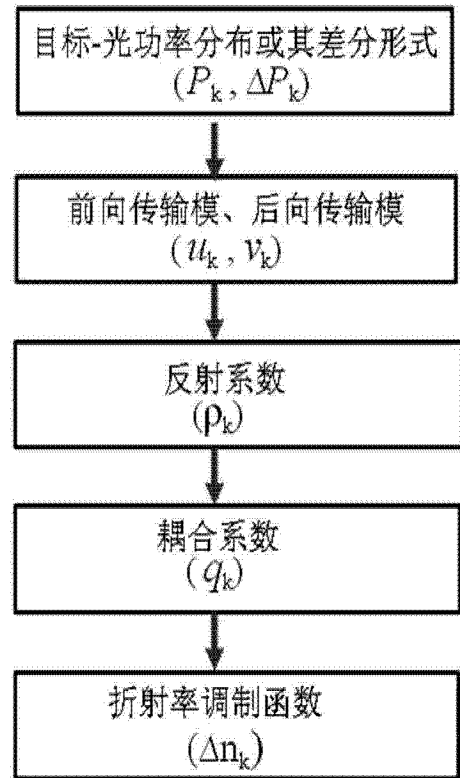 目标-光功率分布或其差分形式
(Pk , ΔPk)
前向传输模、后向传输模
(uk , vk)
反射系数
(ρk)
耦合系数
(qk)
折射率调制函数
(Δnk)